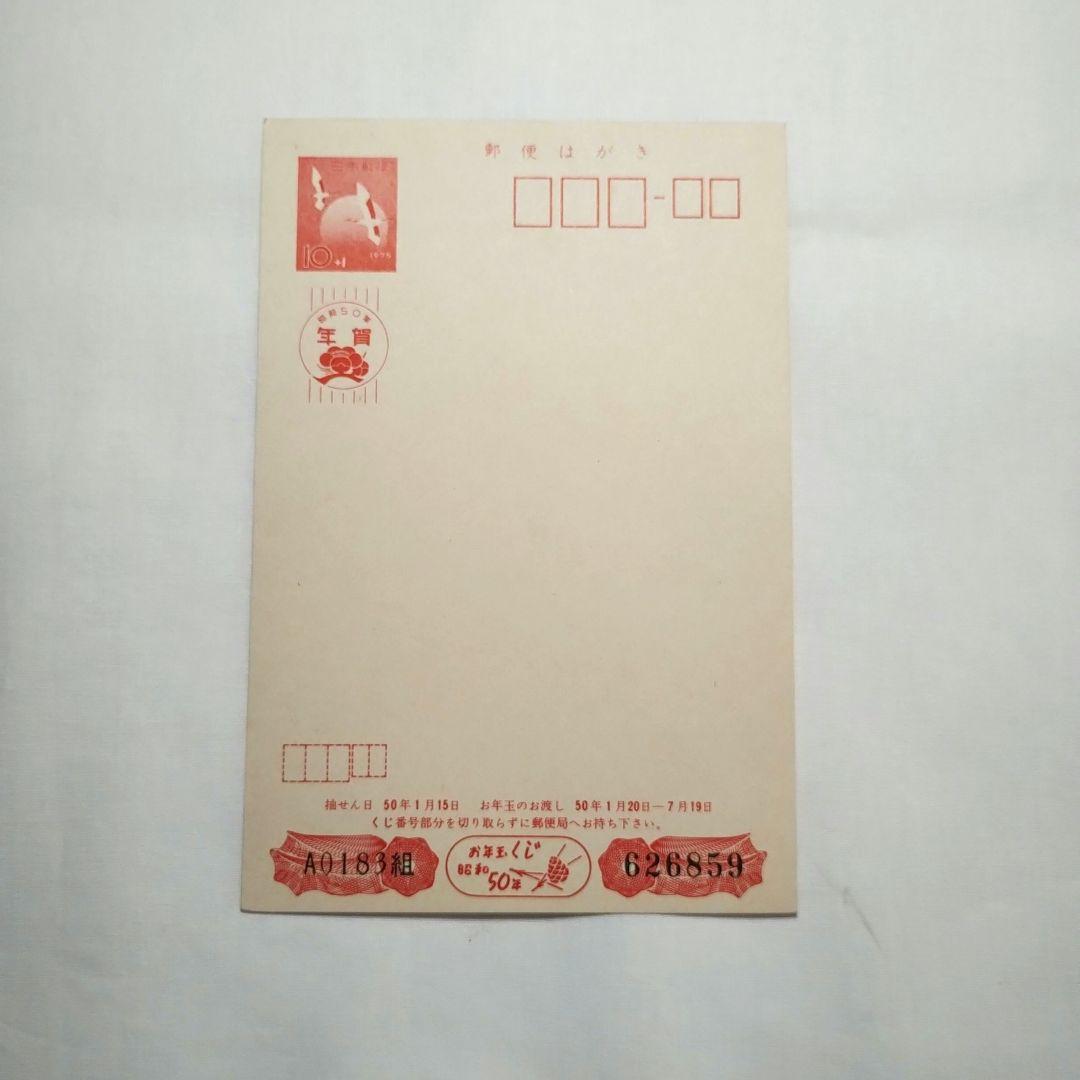 郵便はがき
日本郵便
10+1
1975
昭和50年
年賀
抽せん日 50年1月15日 お年玉のお渡し 50年1月20日—7月19日
くじ番号部分を切り取らずに郵便局へお持ち下さい。
A0183組
お年玉くじ
昭和
50年
626859